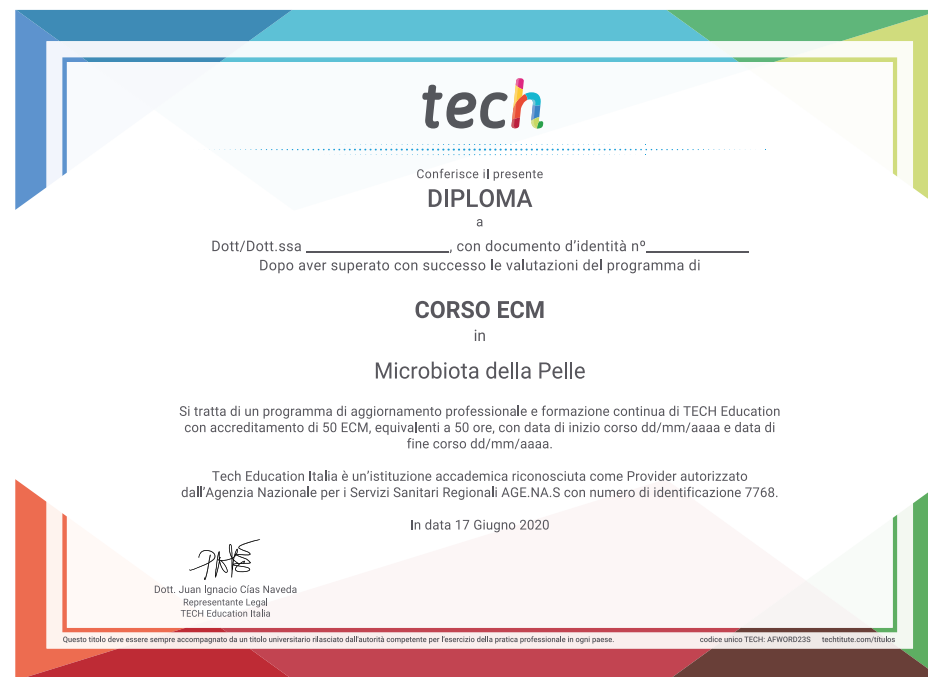 tech
Conferisce il presente
DIPLOMA
a
Dott/Dott.ssa ___________________, con documento d'identità nº______________
Dopo aver superato con successo le valutazioni del programma di
CORSO ECM
in
Microbiota della Pelle
Si tratta di un programma di aggiornamento professionale e formazione continua di TECH Education
con accreditamento di 50 ECM, equivalenti a 50 ore, con data di inizio corso dd/mm/aaaa e data di
fine corso dd/mm/aaaa.
Tech Education Italia è un'istituzione accademica riconosciuta come Provider autorizzato
dall'Agenzia Nazionale per i Servizi Sanitari Regionali AGE.NA.S con numero di identificazione 7768.
In data 17 Giugno 2020
Dott. Juan Ignacio Cías Naveda
Representante Legal
TECH Education Italia
Questo titolo deve essere sempre accompagnato da un titolo universitario rilasciato dall'autorità competente per l'esercizio della pratica professionale in ogni paese.
codice unico TECH: AFWORD23S techtitute.com/titulos